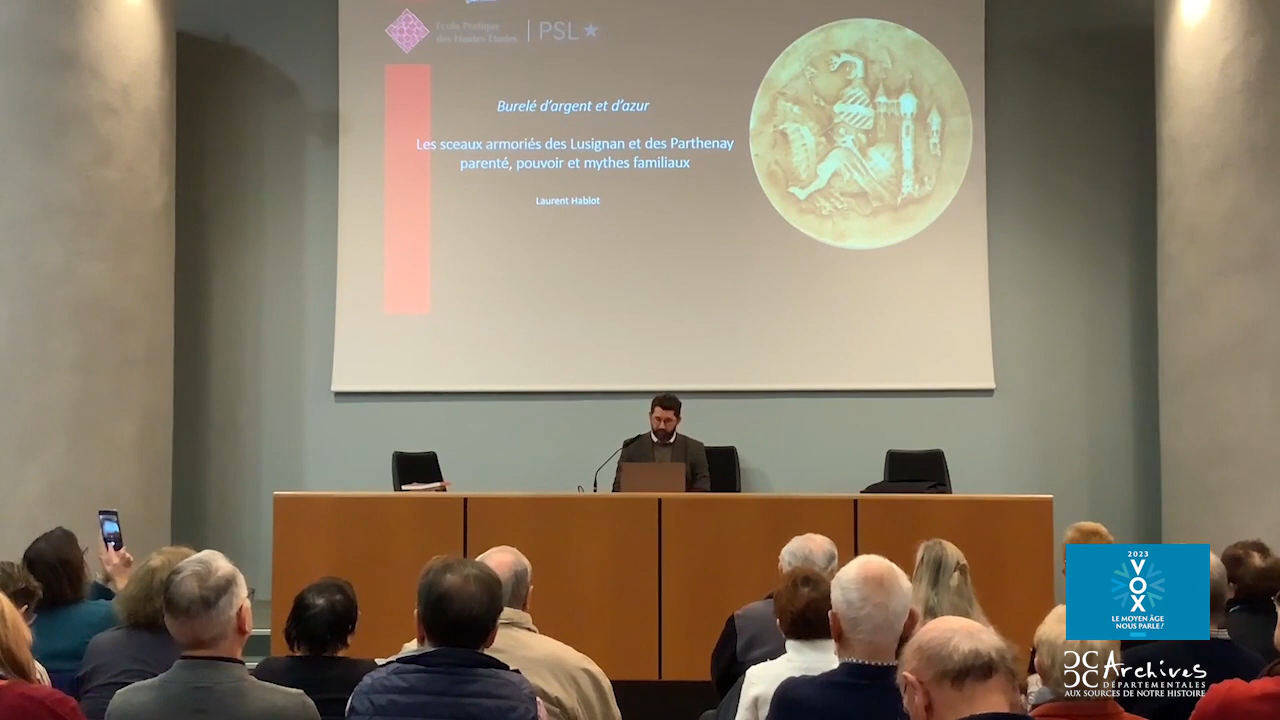 École Pratique
des Hautes Études
PSL
Burelé d'argent et d'azur
Les sceaux armoriés des Lusignan et des Parthenay
parenté, pouvoir et mythes familiaux
Laurent Hablot
2023
VOX
LE MOYEN ÂGE
NOUS PARLE !
Archives
DÉPARTEMENTALES
AUX SOURCES DE NOTRE HISTOIRE